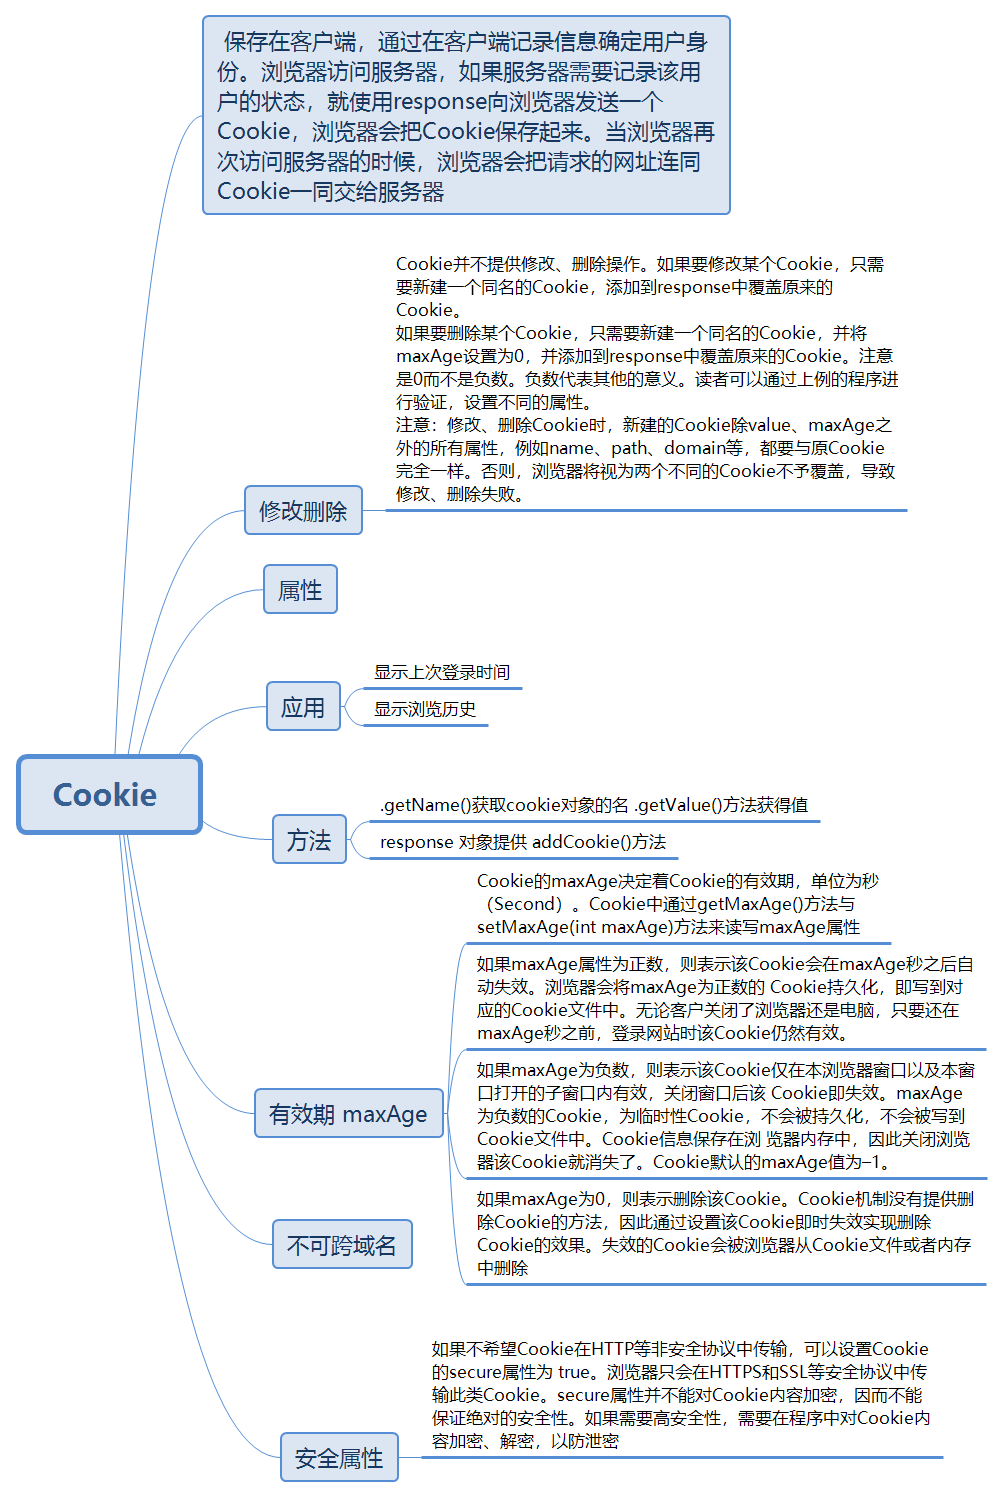 保存在客户端，通过在客户端记录信息确定用户身
份。浏览器访问服务器，如果服务器需要记录该用
户的状态，就使用response向浏览器发送一个
Cookie，浏览器会把Cookie保存起来。当浏览器再
次访问服务器的时候，浏览器会把请求的网址连同
Cookie一同交给服务器
Cookie并不提供修改、删除操作。如果要修改某个Cookie，只需
要新建一个同名的Cookie，添加到response中覆盖原来的
Cookie。
如果要删除某个Cookie，只需要新建一个同名的Cookie，并将
maxAge设置为0，并添加到response中覆盖原来的Cookie。注意
是0而不是负数。负数代表其他的意义。读者可以通过上例的程序进
行验证，设置不同的属性。
注意：修改、删除Cookie时，新建的Cookie除value、maxAge之
外的所有属性，例如name、path、domain等，都要与原Cookie
完全一样。否则，浏览器将视为两个不同的Cookie不予覆盖，导致
修改、删除失败。
修改删除
属性
显示上次登录时间
应用
显示浏览历史
Cookie
.getName()获取cookie对象的名 .getValue()方法获得值
方法
response 对象提供 addCookie()方法
Cookie的maxAge决定着Cookie的有效期，单位为秒
（Second）。Cookie中通过getMaxAge()方法与
setMaxAge(int maxAge)方法来读写maxAge属性
如果maxAge属性为正数，则表示该Cookie会在maxAge秒之后自
动失效。浏览器会将maxAge为正数的 Cookie持久化，即写到对
应的Cookie文件中。无论客户关闭了浏览器还是电脑，只要还在
maxAge秒之前，登录网站时该Cookie仍然有效。
有效期 maxAge
如果maxAge为负数，则表示该Cookie仅在本浏览器窗口以及本窗
口打开的子窗口内有效，关闭窗口后该 Cookie即失效。maxAge
为负数的Cookie，为临时性Cookie，不会被持久化，不会被写到
Cookie文件中。Cookie信息保存在浏 览器内存中，因此关闭浏览
器该Cookie就消失了。Cookie默认的maxAge值为–1。
如果maxAge为0，则表示删除该Cookie。Cookie机制没有提供删
除Cookie的方法，因此通过设置该Cookie即时失效实现删除
Cookie的效果。失效的Cookie会被浏览器从Cookie文件或者内存
中删除
不可跨域名
如果不希望Cookie在HTTP等非安全协议中传输，可以设置Cookie
的secure属性为 true。浏览器只会在HTTPS和SSL等安全协议中传
输此类Cookie。secure属性并不能对Cookie内容加密，因而不能
保证绝对的安全性。如果需要高安全性，需要在程序中对Cookie内
容加密、解密，以防泄密
安全属性